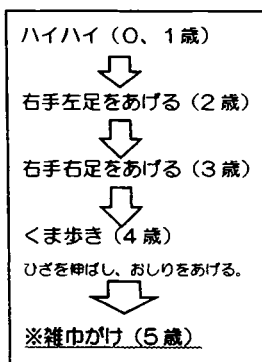 ハイハイ（0、1歳）
右手左足をあげる（2歳）
右手右足をあげる（3歳）
くま歩き（4歳）
ひざを伸ばし、おしりをあげる。
※雑巾がけ（5歳）